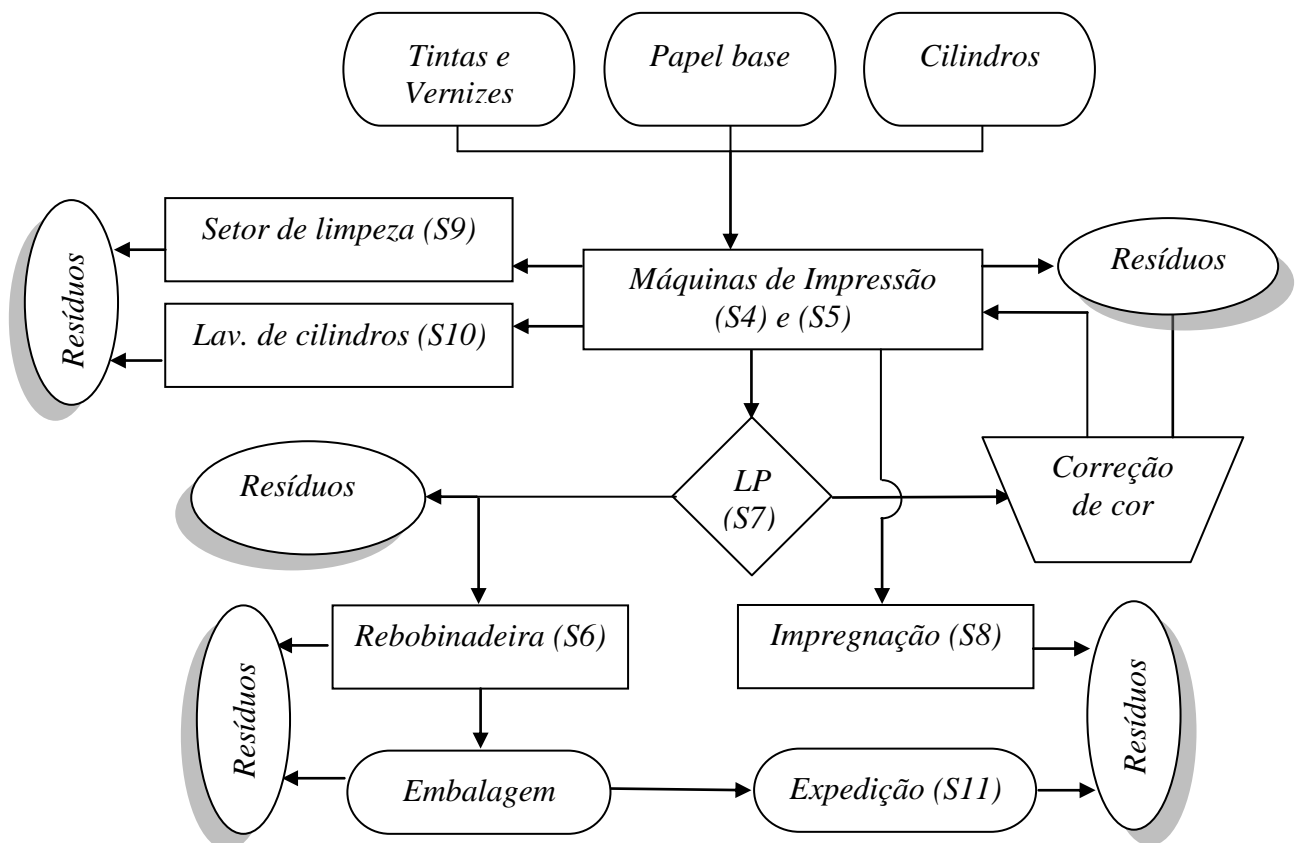 Tintas e
Vernizes
Papel base
Cilindros
Setor de limpeza (S9)
Máquinas de Impressão
(S4) e (S5)
Resíduos
Resíduos
Lav. de cilindros (S10)
Resíduos
LP
(S7)
Correção
de cor
Rebobinadeira (S6)
Impregnação (S8)
Resíduos
Resíduos
Embalagem
Expedição (S11)